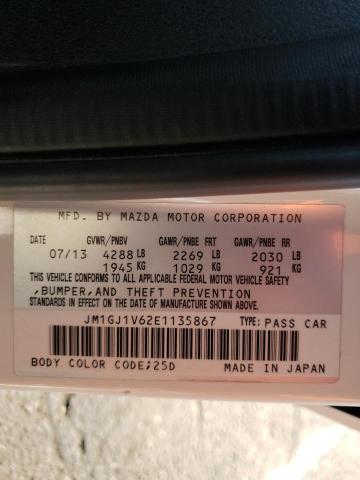 MFD. BY MAZDA MOTOR CORPORATION
DATE GVWR/PNBV GAWR/PNBE FRT GAWR/PNBE RR
07/13 4288 LB 2269 LB 2030 LB
1945 KG 1029 KG 921 KG
THIS VEHICLE CONFORMS TO ALL APPLICABLE FEDERAL MOTOR VEHICLE SAFETY
,BUMPER,AND THEFT PREVENTION
STANDARDS IN EFFECT ON THE DATE OF MANUFACTURE SHOWN ABOVE.
JM1GJ1V62E1135867 TYPE:PASS CAR
BODY COLOR CODE;25D MADE IN JAPAN